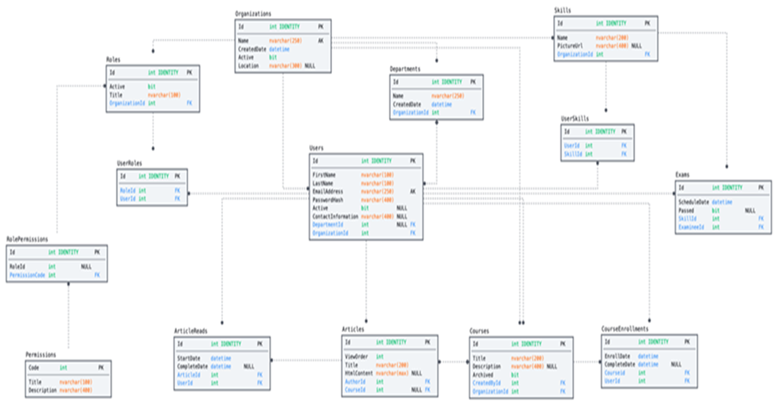 Organizations
Id int IDENTITY PK
Name nvarchar(250) AK
CreatedDate datetime
Active bit
Location nvarchar(300) NULL
Skills
Id int IDENTITY PK
Name nvarchar(200)
PictureUrl nvarchar(400) NULL
OrganizationId int FK
Roles
Id int IDENTITY PK
Active bit
Title nvarchar(100)
OrganizationId int FK
Departments
Id int IDENTITY PK
Name nvarchar(250)
CreatedDate datetime
OrganizationId int FK
UserSkills
Id int IDENTITY PK
UserId int FK
SkillId int FK
Users
Id int IDENTITY PK
FirstName nvarchar(100)
LastName nvarchar(100)
EmailAddress nvarchar(250) AK
PasswordHash nvarchar(400)
Active bit NULL
ContactInformation nvarchar(400) NULL
DepartmentId int NULL FK
OrganizationId int FK
UserRoles
Id int IDENTITY PK
RoleId int FK
UserId int FK
Exams
Id int IDENTITY PK
ScheduleDate datetime
Passed bit NULL
SkillId int FK
ExamineeId int FK
RolePermissions
Id int IDENTITY PK
RoleId int NULL
PermissionCode int FK
Permissions
Code int PK
Title nvarchar(100)
Description nvarchar(400)
ArticleReads
Id int IDENTITY PK
StartDate datetime
CompleteDate datetime NULL
ArticleId int FK
UserId int FK
Articles
Id int IDENTITY PK
ViewOrder int
Title nvarchar(200)
HtmlContent nvarchar(max) NULL
AuthorId int FK
CourseId int NULL FK
Courses
Id int IDENTITY PK
Title nvarchar(200)
Description nvarchar(400) NULL
Archived bit
CreatedById int FK
OrganizationId int FK
CourseEnrollments
Id int IDENTITY PK
EnrollDate datetime
CompleteDate datetime NULL
CourseId int FK
UserId int FK